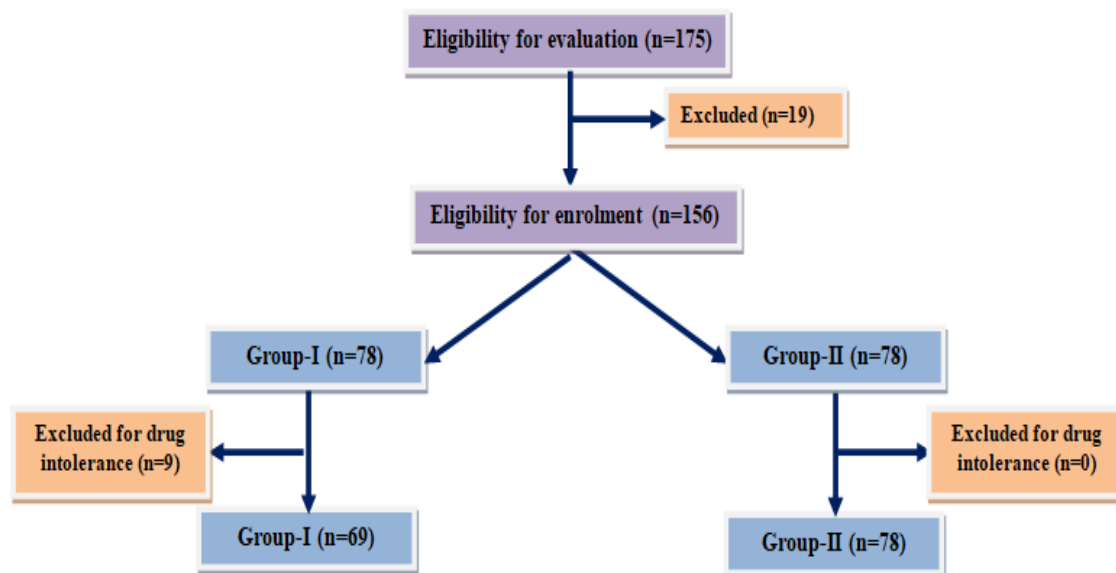 Eligibility for evaluation (n=175)
Excluded (n=19)
Eligibility for enrolment (n=156)
Group-I (n=78)
Group-II (n=78)
Excluded for drug
intolerance (n=9)
Excluded for drug
intolerance (n=0)
Group-I (n=69)
Group-II (n=78)